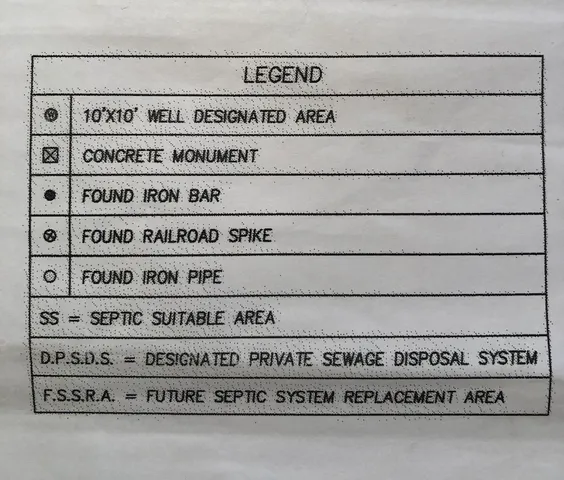 LEGEND
10'X10' WELL DESIGNATED AREA
CONCRETE MONUMENT
FOUND IRON BAR
FOUND RAILROAD SPIKE
FOUND IRON PIPE
SS = SEPTIC SUITABLE AREA
D.P.S.D.S. = DESIGNATED PRIVATE SEWAGE DISPOSAL SYSTEM
F.S.S.R.A. = FUTURE SEPTIC SYSTEM REPLACEMENT AREA